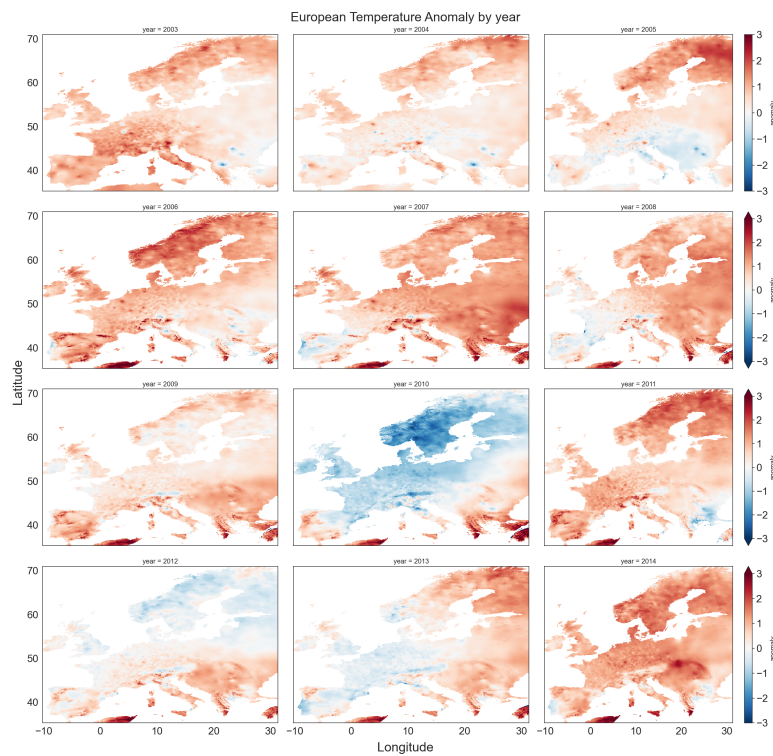 European Temperature Anomaly by year
year = 2003
year = 2004
year = 2005
70
60
50
40
3
2
1
0
−1
−2
−3
anomaly
year = 2006
year = 2007
year = 2008
70
60
50
40
3
2
1
0
−1
−2
−3
anomaly
Latitude
year = 2009
year = 2010
year = 2011
70
60
50
40
3
2
1
0
−1
−2
−3
anomaly
year = 2012
year = 2013
year = 2014
70
60
50
40
3
2
1
0
−1
−2
−3
anomaly
−10 0 10 20 30
−10 0 10 20 30
−10 0 10 20 30
Longitude